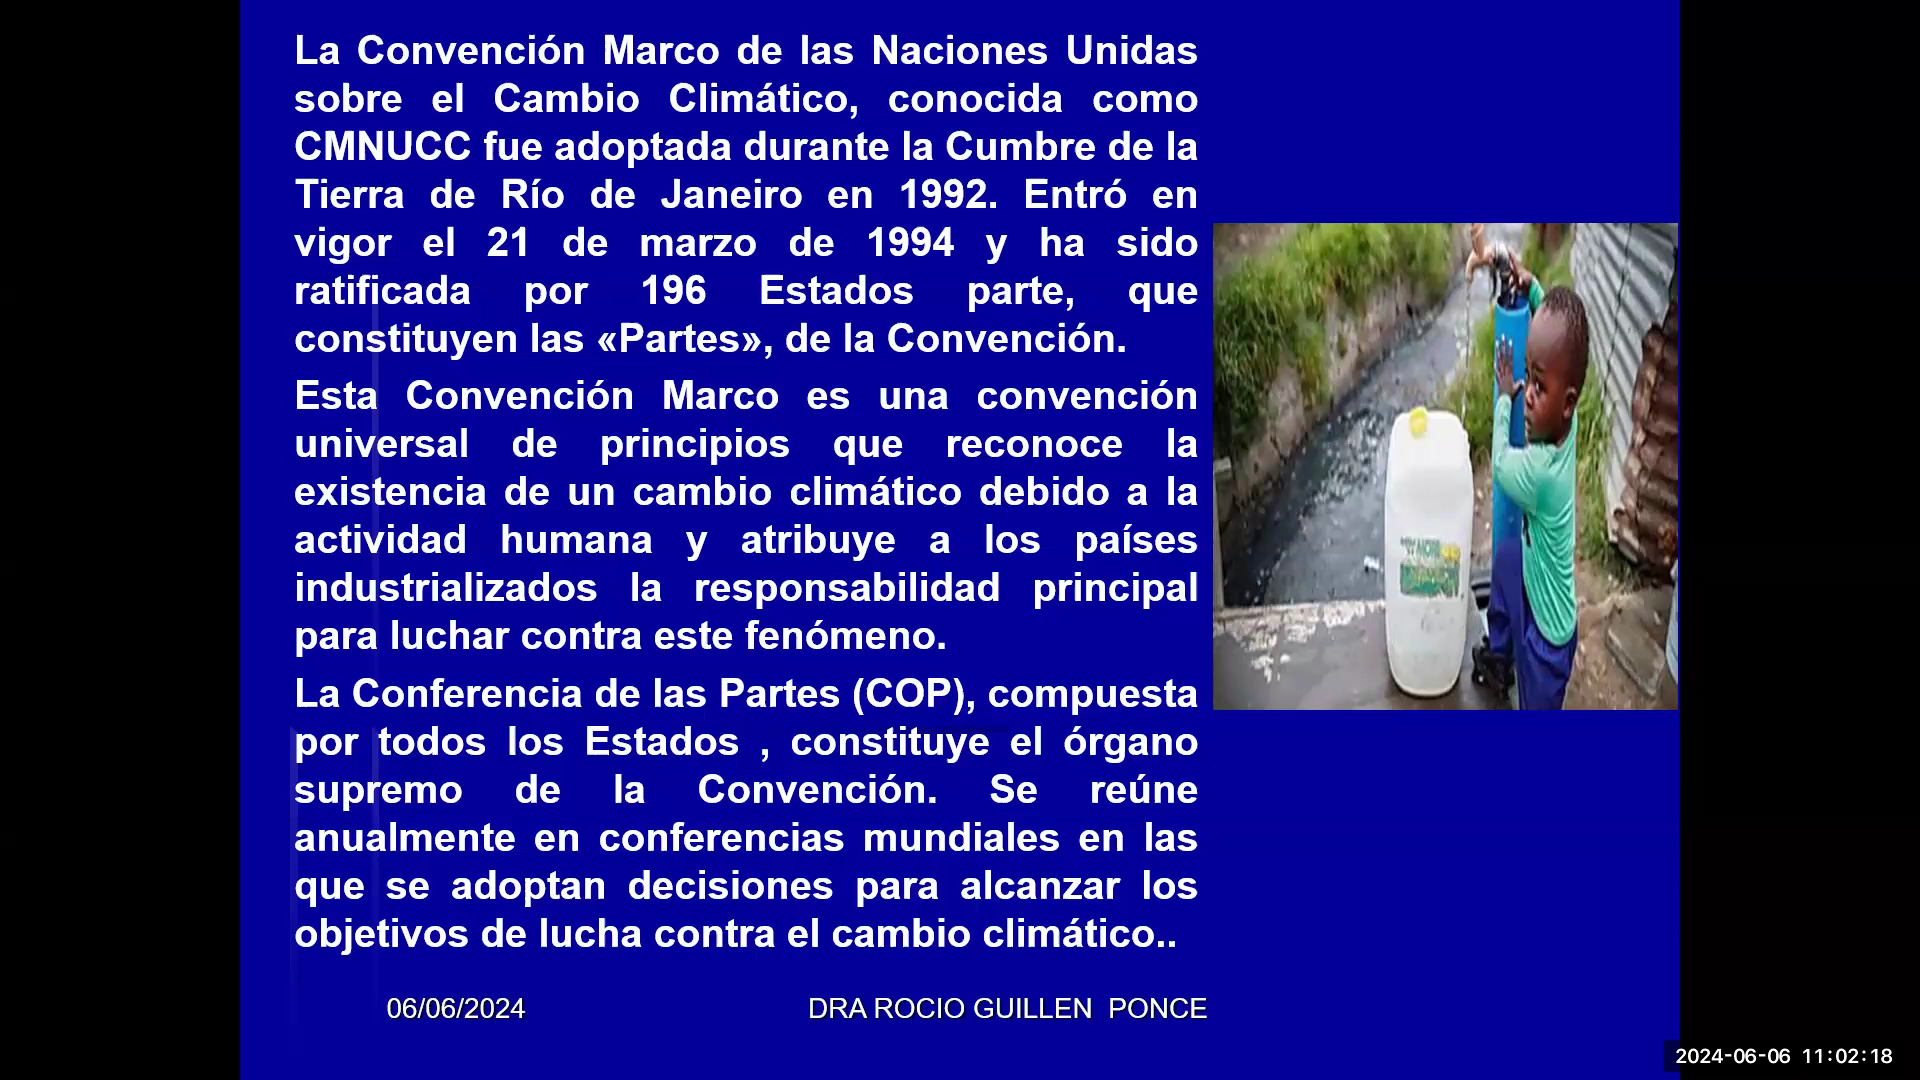 La Convención Marco de las Naciones Unidas
sobre el Cambio Climático, conocida como
CMNUCC fue adoptada durante la Cumbre de la
Tierra de Río de Janeiro en 1992. Entró en
vigor el 21 de marzo de 1994 y ha sido
ratificada por 196 Estados parte, que
constituyen las «Partes», de la Convención.
Esta Convención Marco es una convención
universal de principios que reconoce la
existencia de un cambio climático debido a la
actividad humana y atribuye a los países
industrializados la responsabilidad principal
para luchar contra este fenómeno.
La Conferencia de las Partes (COP), compuesta
por todos los Estados , constituye el órgano
supremo de la Convención. Se reúne
anualmente en conferencias mundiales en las
que se adoptan decisiones para alcanzar los
objetivos de lucha contra el cambio climático..
06/06/2024
DRA ROCIO GUILLEN PONCE
2024-06-06 11:02:18